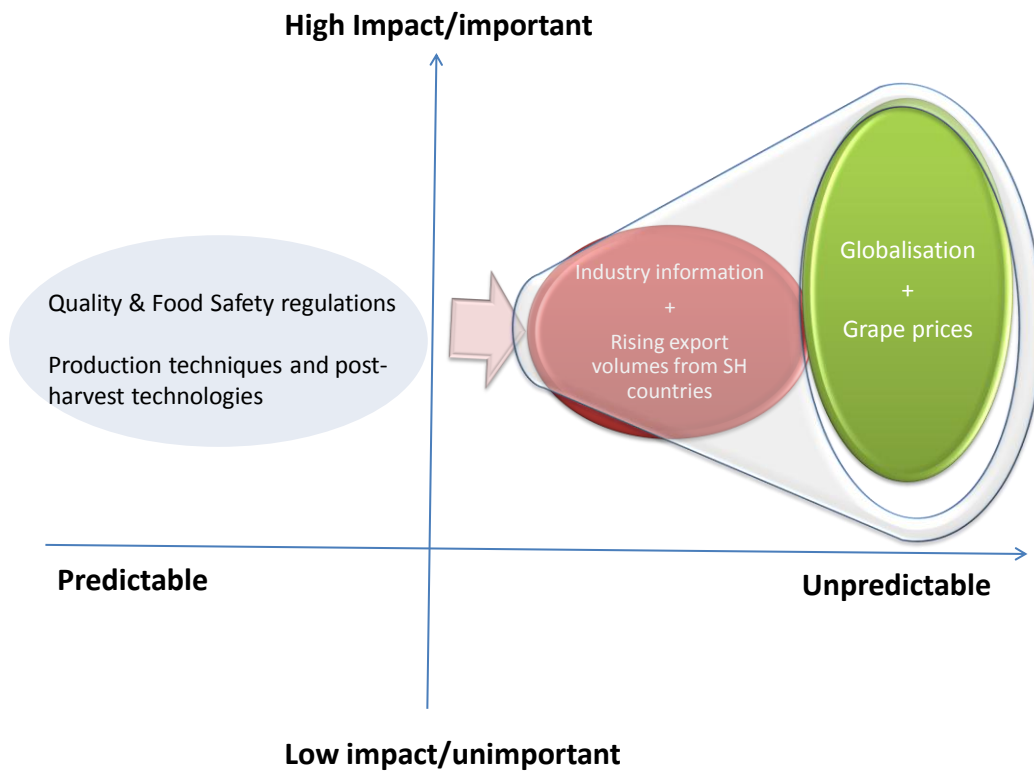 High Impact/important
Quality & Food Safety regulations
Production techniques and post-
harvest technologies
Industry information
+
Rising export
volumes from SH
countries
Globalisation
+
Grape prices
Predictable
Unpredictable
Low impact/unimportant